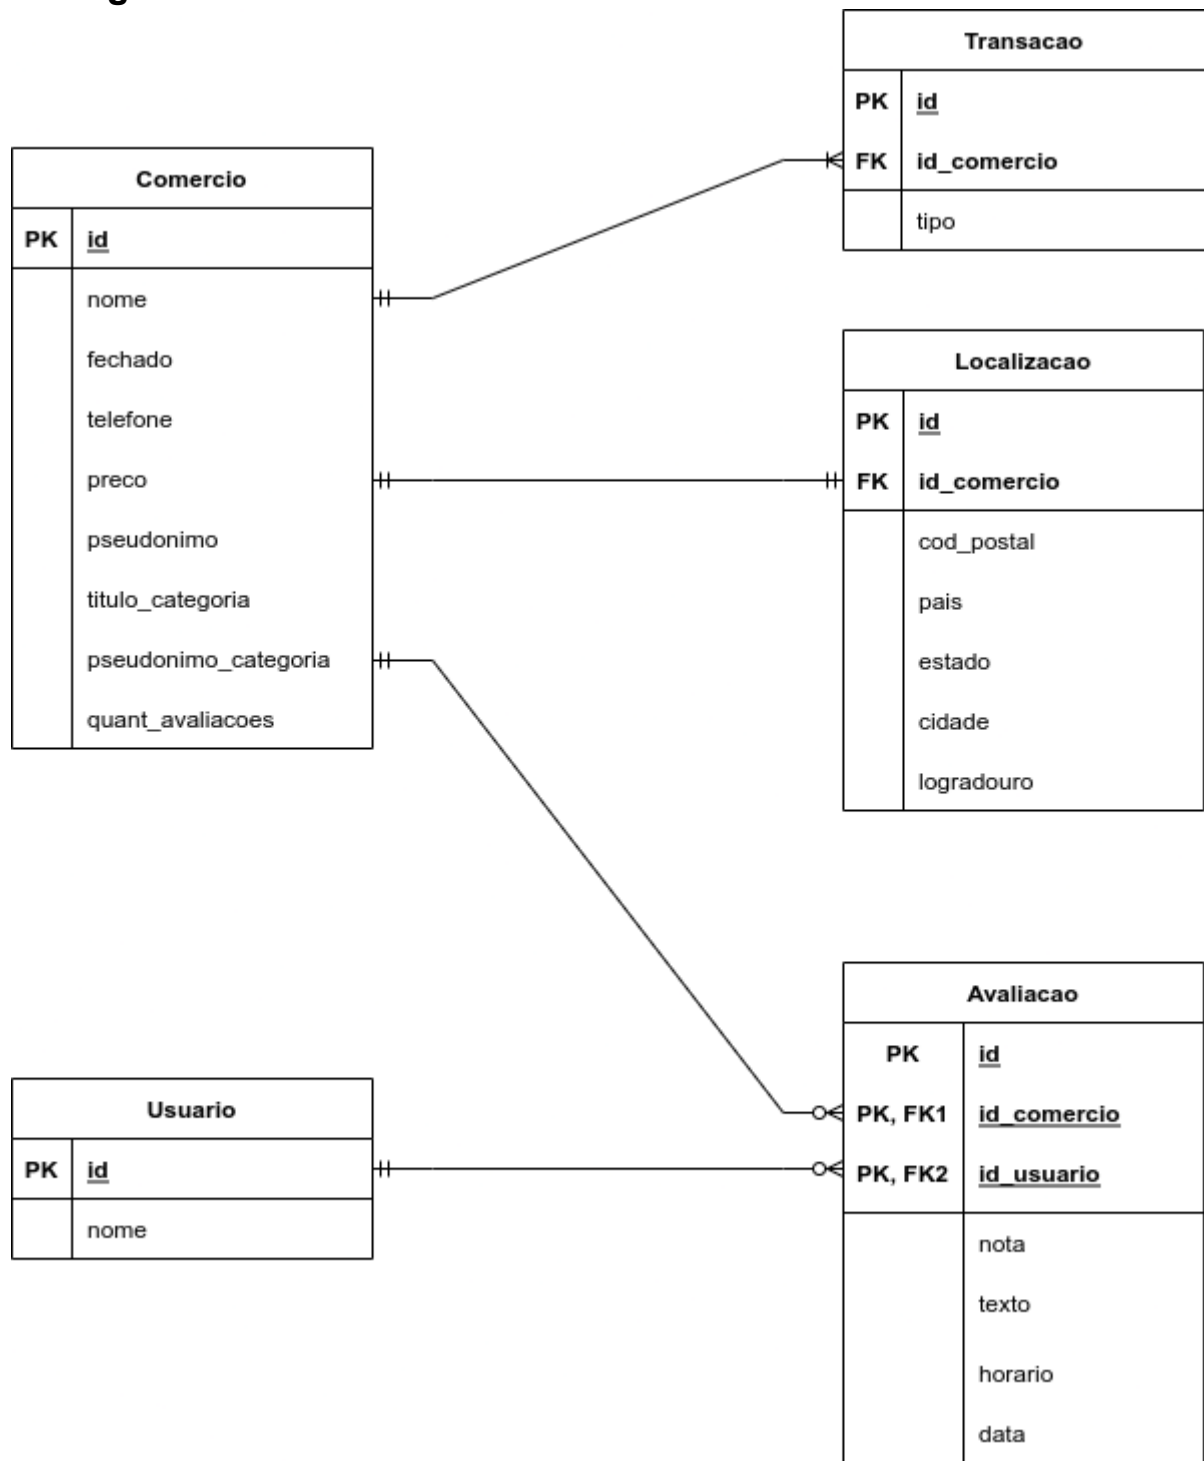 Transacao
PK id
FK id_comercio
tipo
Comercio
PK id
nome
fechado
telefone
preco
pseudonimo
titulo_categoria
pseudonimo_categoria
quant_avaliacoes
Localizacao
PK id
FK id_comercio
cod_postal
pais
estado
cidade
logradouro
Usuario
PK id
nome
Avaliacao
PK id
PK, FK1 id_comercio
PK, FK2 id_usuario
nota
texto
horario
data